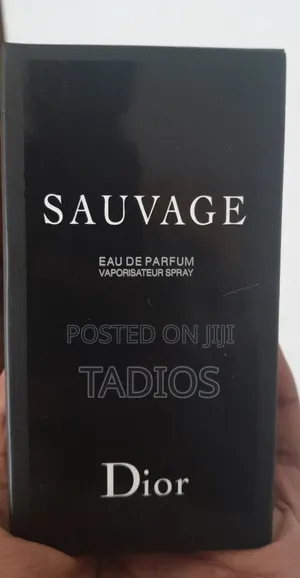 SAUVAGE
EAU DE PARFUM
VAPORISATEUR SPRAY
POSTED ON JIJI
TADIOS
Dior